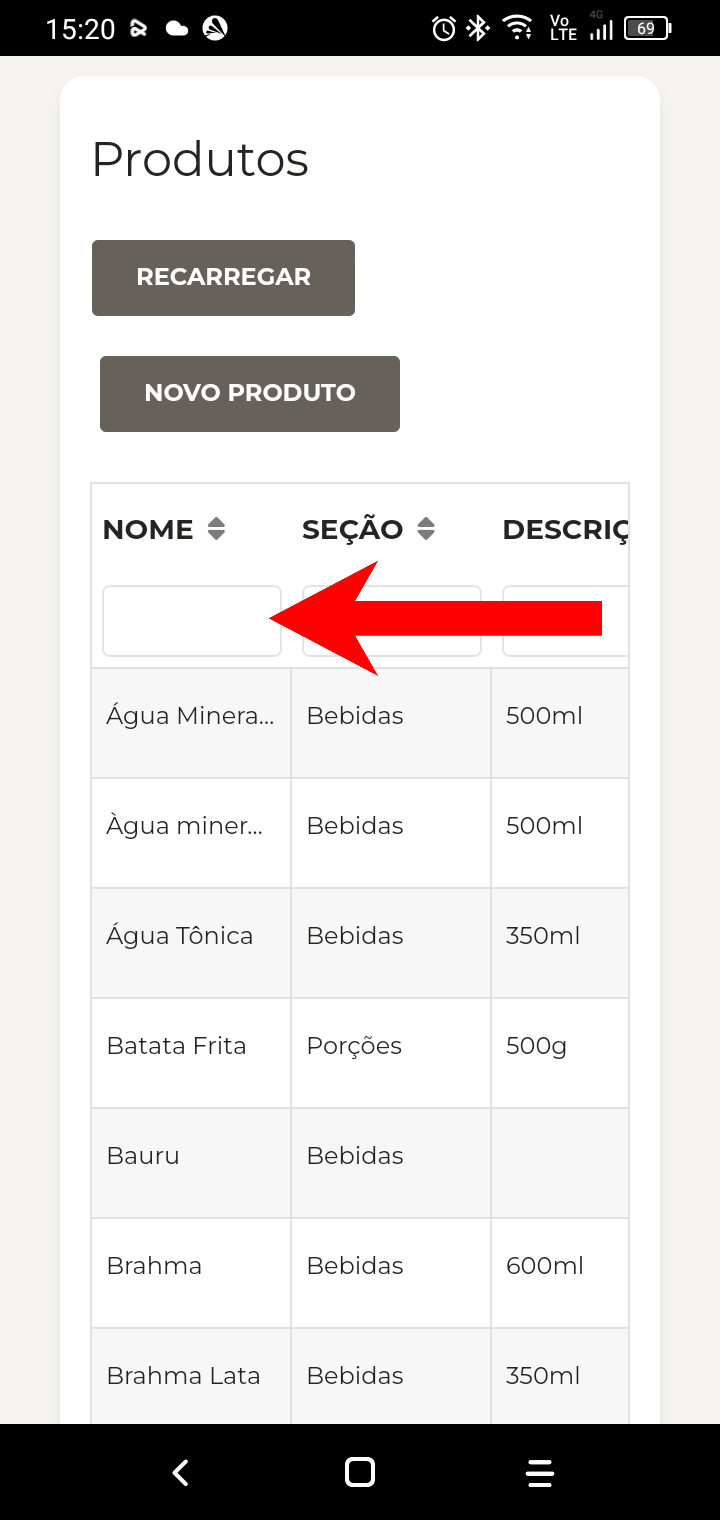 15:20
Vo LTE 4G 69
Produtos
RECARREGAR
NOVO PRODUTO
NOME SEÇÃO DESCRIÇ
Água Minera... Bebidas 500ml
Àgua miner... Bebidas 500ml
Água Tônica Bebidas 350ml
Batata Frita Porções 500g
Bauru Bebidas
Brahma Bebidas 600ml
Brahma Lata Bebidas 350ml